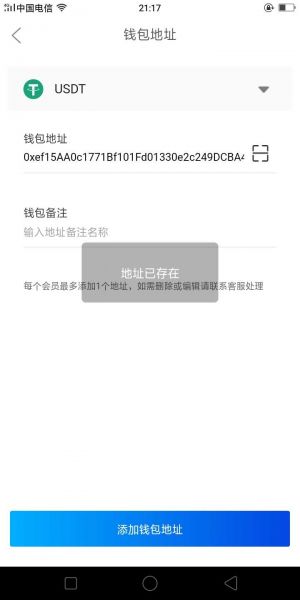 中国电信
21:17
钱包地址
USDT
钱包地址
0xef15AA0c1771Bf101Fd01330e2c249DCBA4
钱包备注
输入地址备注名称
地址已存在
每个会员最多添加1个地址，如需删除或编辑请联系客服处理
添加钱包地址